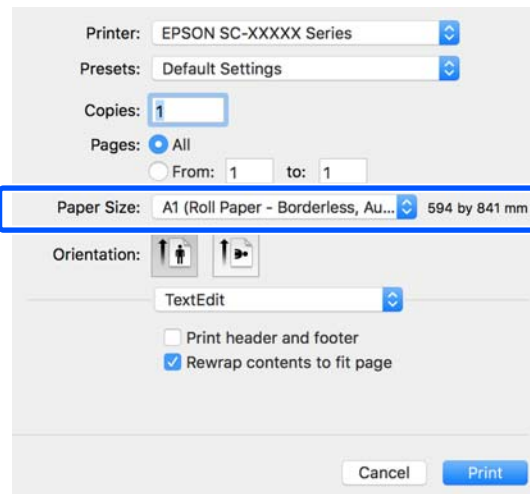 Printer: EPSON SC-XXXXX Series
Presets: Default Settings
Copies: 1
Pages: All
From: 1 to: 1
Paper Size: A1 (Roll Paper - Borderless, Au... 594 by 841 mm
Orientation:
TextEdit
Print header and footer
Rewrap contents to fit page
Cancel Print